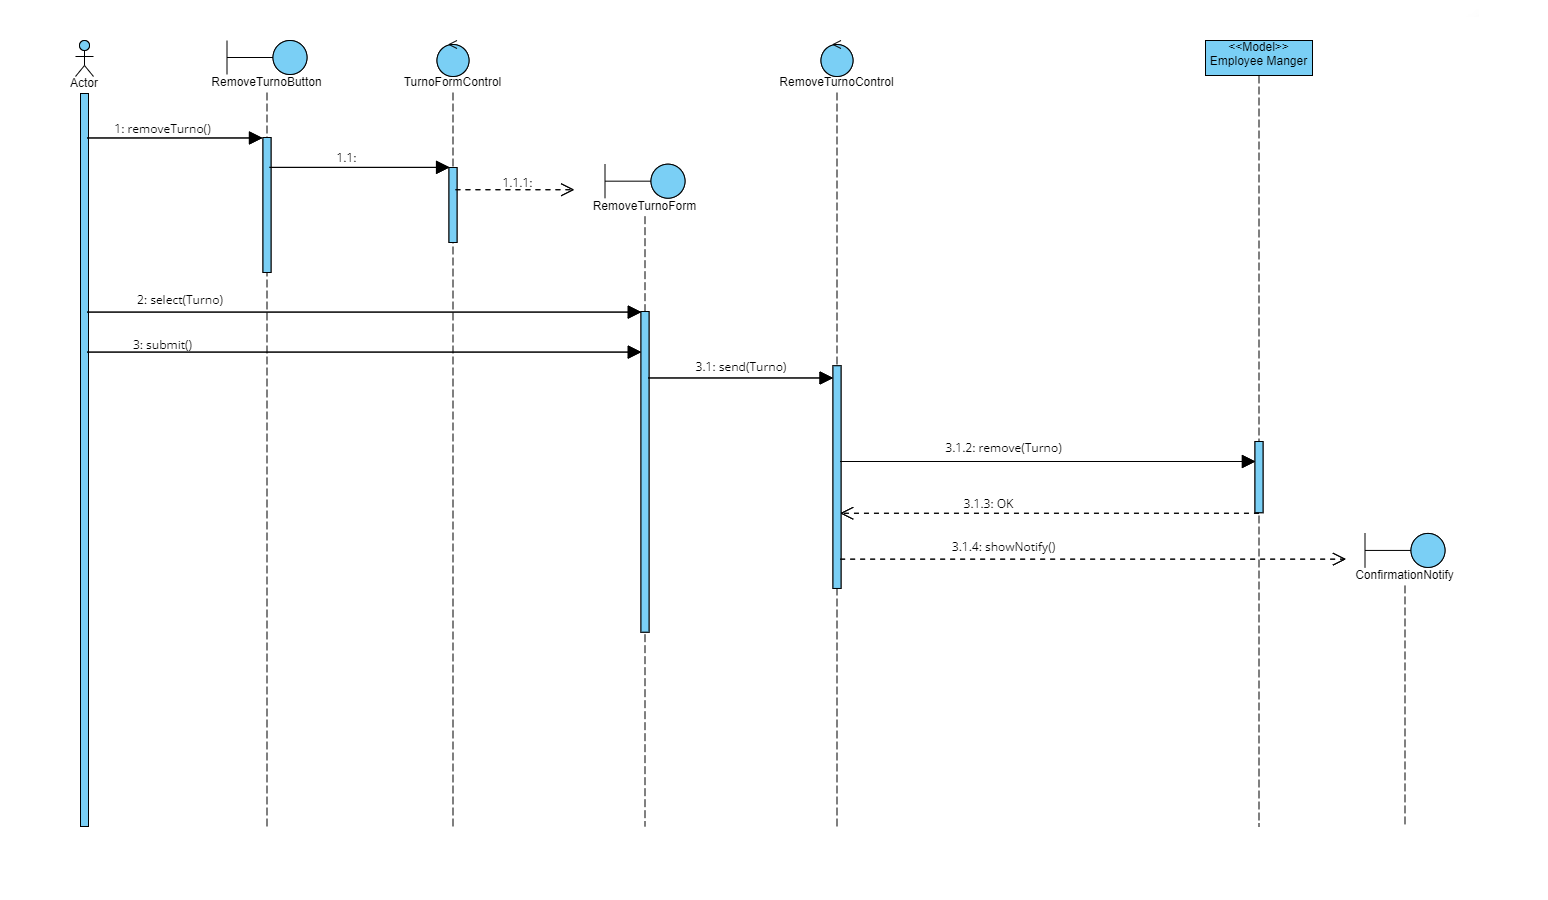 <<Model>>
Employee Manger
Actor
RemoveTurnoButton
TurnoFormControl
RemoveTurnoControl
1: removeTurno()
1.1:
1.1.1:
RemoveTurnoForm
2: select(Turno)
3: submit()
3.1: send(Turno)
3.1.2: remove(Turno)
3.1.3: OK
3.1.4: showNotify()
ConfirmationNotify